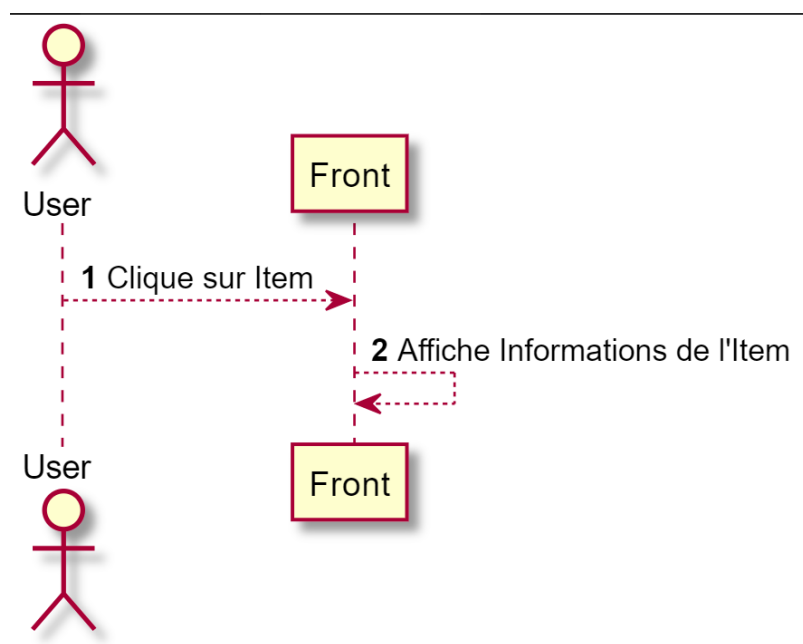 User
Front
1 Clique sur Item
2 Affiche Informations de l'Item
User
Front